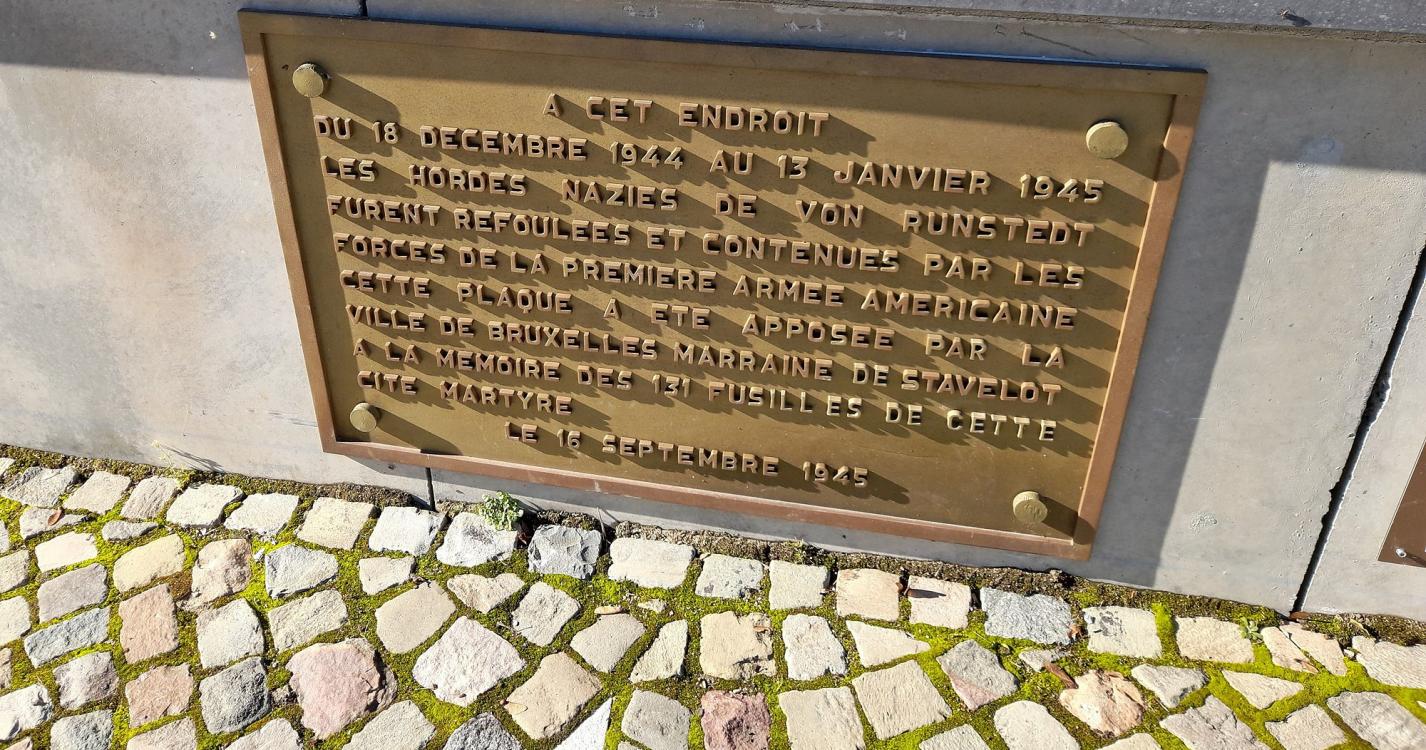 A CET ENDROIT
DU 18 DECEMBRE 1944 AU 13 JANVIER 1945
LES HORDES NAZIES DE VON RUNSTEDT
FURENT REFOULEES ET CONTENUES PAR LES
FORCES DE LA PREMIERE ARMEE AMERICAINE
CETTE PLAQUE A ETE APPOSEE PAR LA
VILLE DE BRUXELLES MARRAINE DE STAVELOT
A LA MEMOIRE DES 131 FUSILLES DE CETTE
CITE MARTYRE
LE 16 SEPTEMBRE 1945